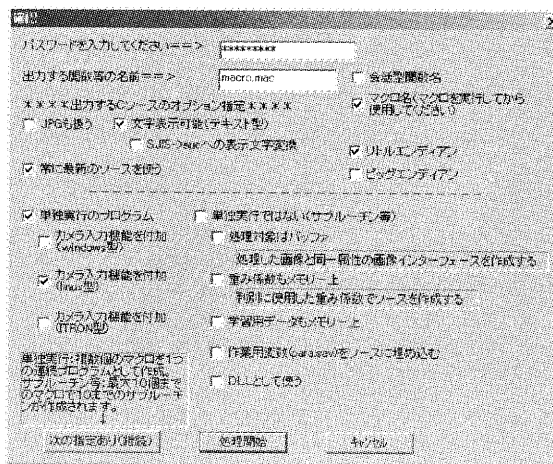 パスワードを入力してください==> *********
出力する関数等の名前==> macro.mac □ 会話型関数名
****出力するCソースのオプション指定**** ☑ マクロ名(マクロを実行してから
使用してください)
□ JPGも扱う ☑ 文字表示可能(テキスト型)
□ SJIS->eucへの表示文字変換 ☑ リトルエンディアン
☑ 常に最新のソースを使う □ ビッグエンディアン
☑ 単独実行のプログラム □ 単独実行ではない(サブルーチン等)
□ カメラ入力機能を付加 □ 処理対象はバッファ
(windows型)
処理した画像と同一属性の画像インターフェースを作成する
☑ カメラ入力機能を付加 □ 重み係数もメモリー上
(linux型)
判別に使用した重み係数でソースを作成する
□ カメラ入力機能を付加 □ 学習用データもメモリー上
(ITRON型)
□ 作業用変数(para.sav)をソースに埋め込む
単独実行:複数個のマクロを1つ
の連続プログラムとして作成。
サブルーチン等:最大10個まで □ DLLとして使う
のマクロで10までのサブルーチ
ンが作成されます。
↓
次の指定あり(継続) 処理開始 キャンセル